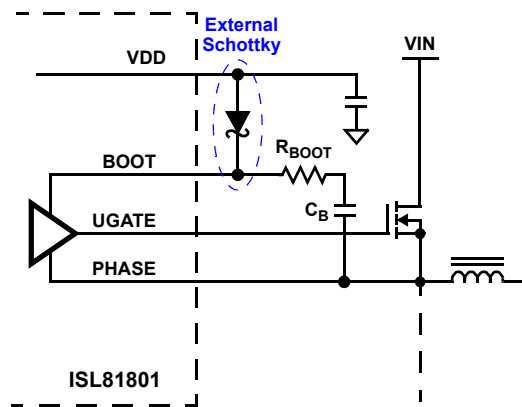 External
Schottky
VDD
VIN
BOOT
RBOOT
CB
UGATE
PHASE
ISL81801